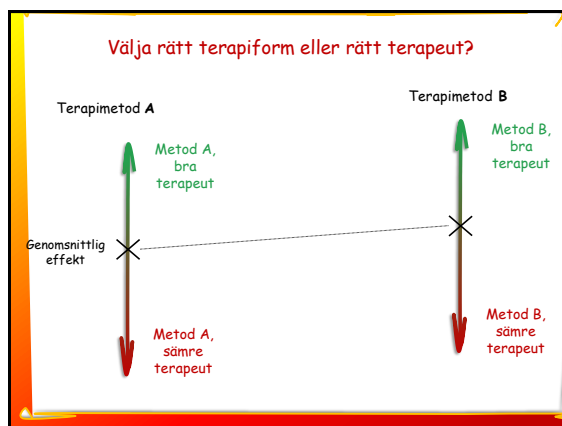 Välja rätt terapiform eller rätt terapeut?
Terapimetod A
Terapimetod B
Metod A,
bra
terapeut
Metod B,
bra
terapeut
Genomsnittlig
effekt
Metod A,
sämre
terapeut
Metod B,
sämre
terapeut